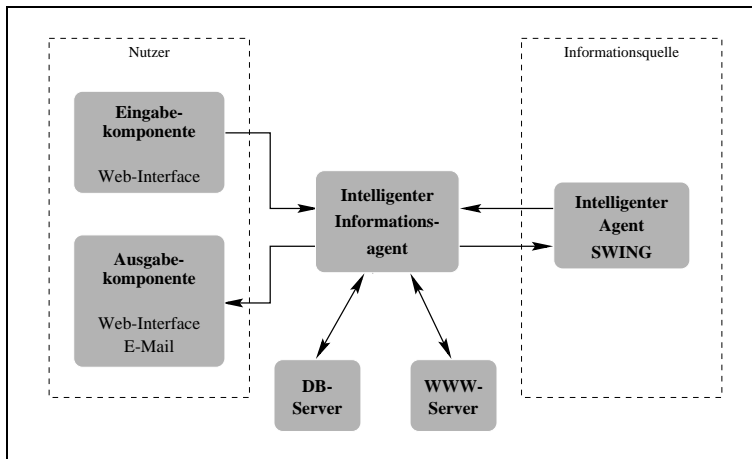 Nutzer
Eingabe-
komponente
Web-Interface
Ausgabe-
komponente
Web-Interface
E-Mail
Intelligenter
Informations-
agent
DB-
Server
WWW-
Server
Informationsquelle
Intelligenter
Agent
SWING